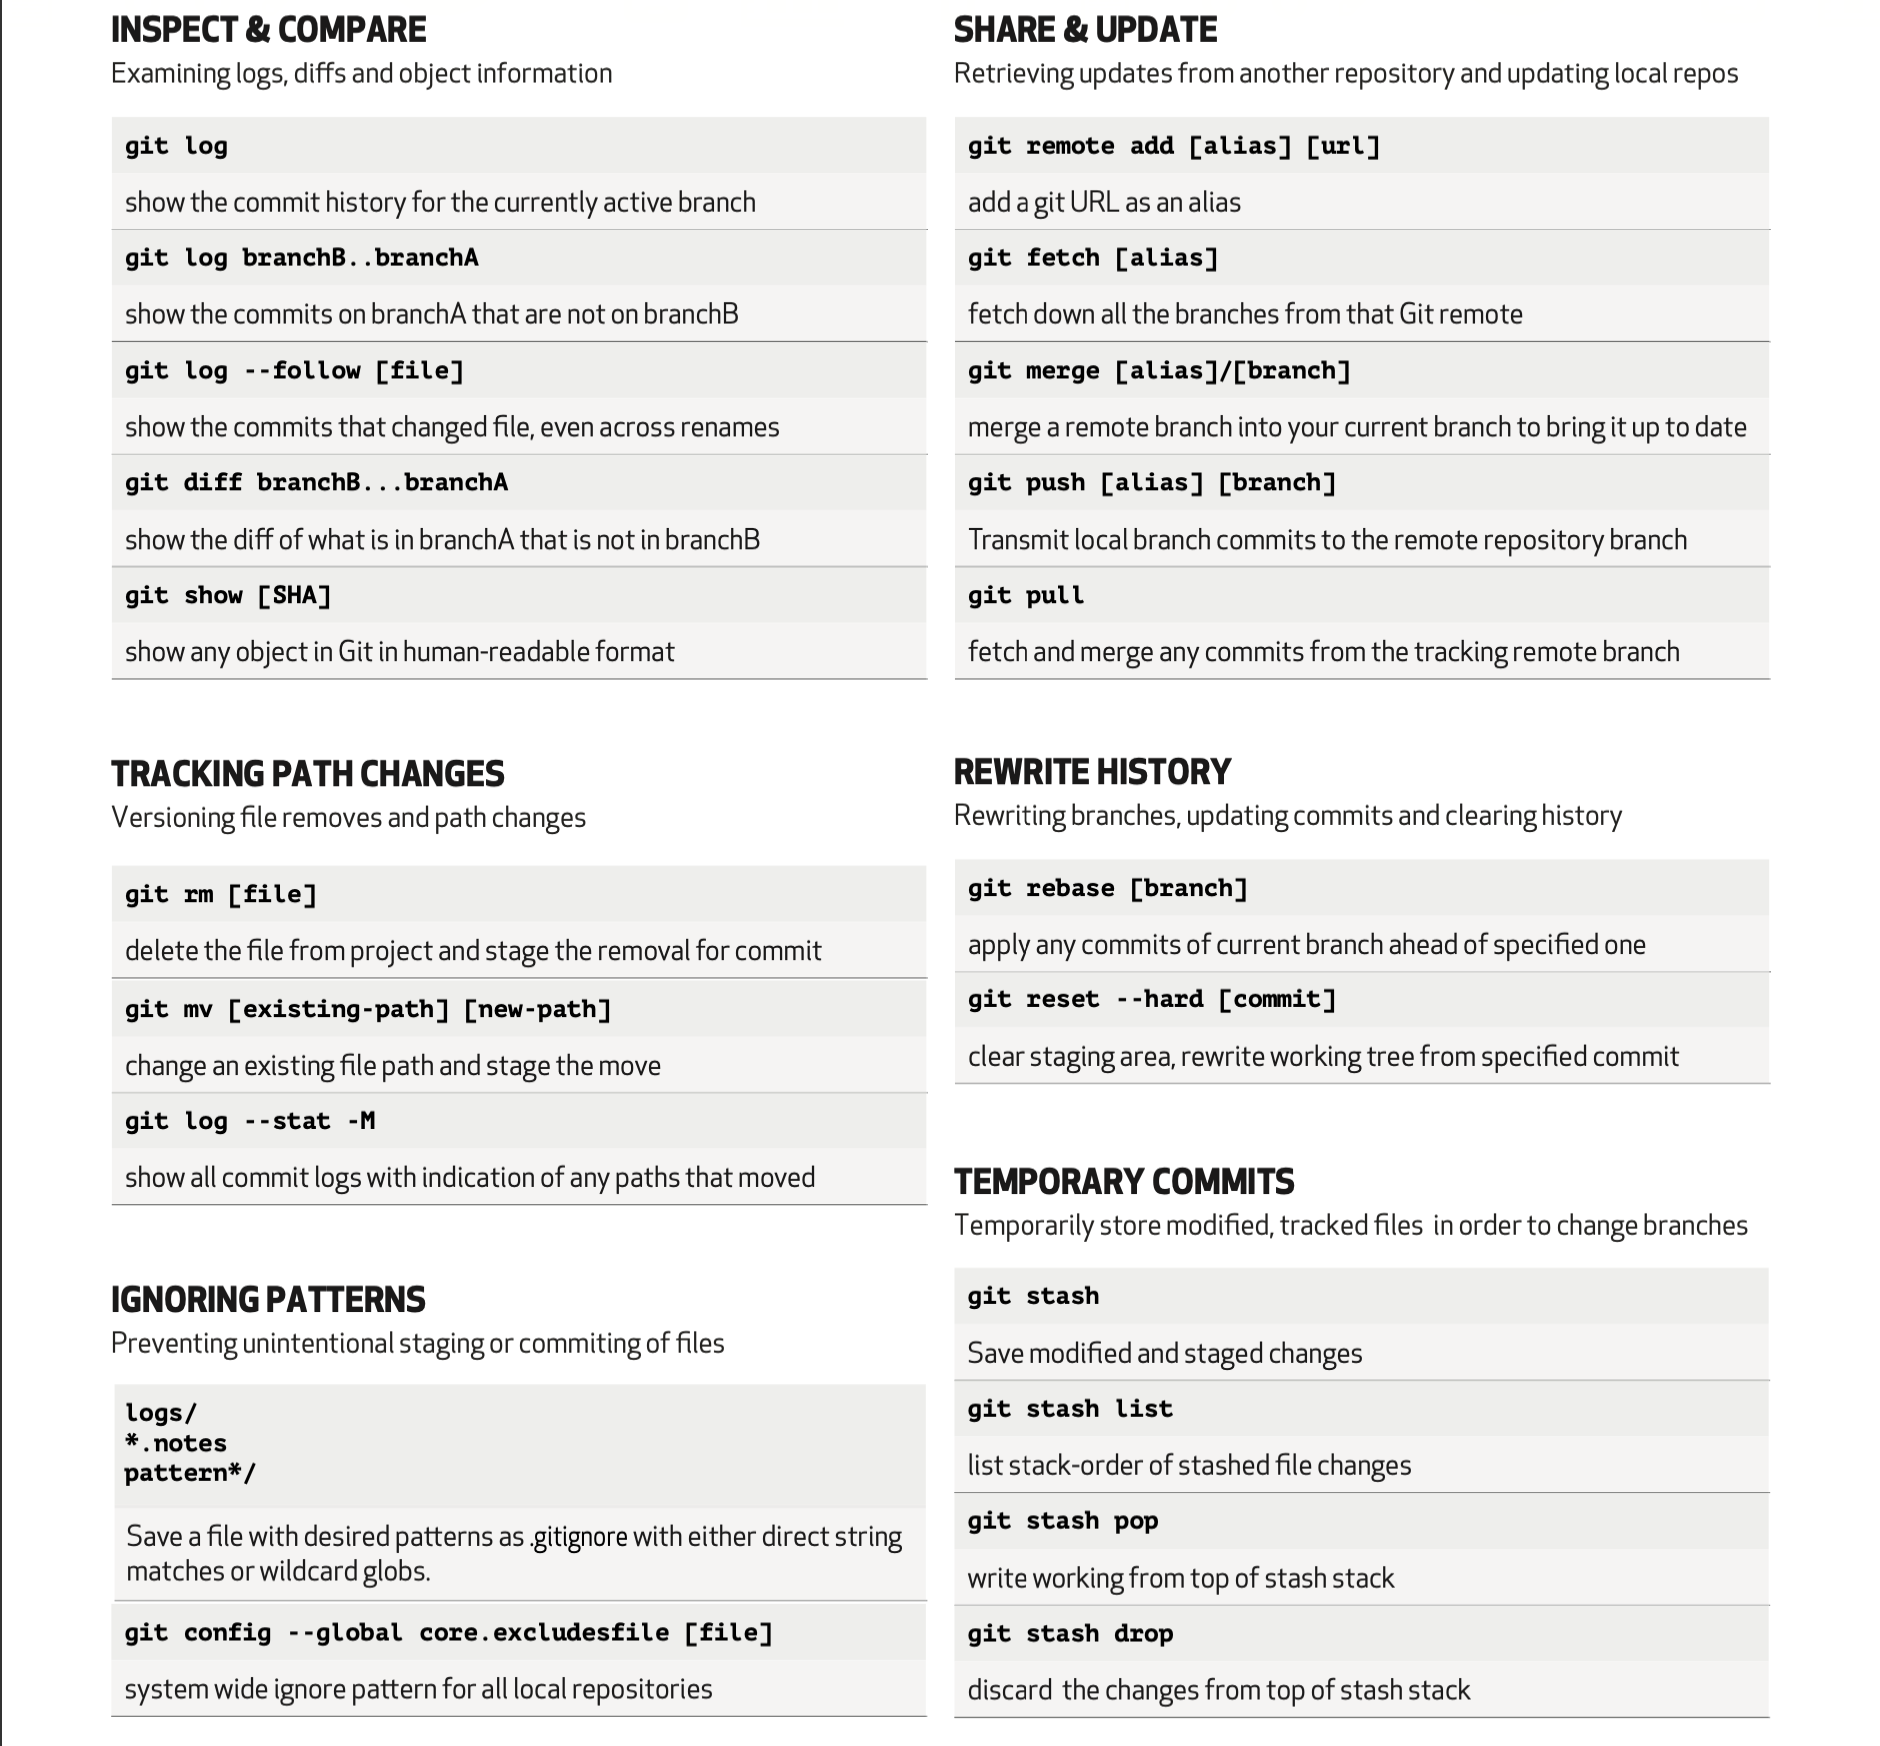 INSPECT & COMPARE
Examining logs, diffs and object information
git log
show the commit history for the currently active branch
git log branchB..branchA
show the commits on branchA that are not on branchB
git log --follow [file]
show the commits that changed file, even across renames
git diff branchB...branchA
show the diff of what is in branchA that is not in branchB
git show [SHA]
show any object in Git in human-readable format
TRACKING PATH CHANGES
Versioning file removes and path changes
git rm [file]
delete the file from project and stage the removal for commit
git mv [existing-path] [new-path]
change an existing file path and stage the move
git log --stat -M
show all commit logs with indication of any paths that moved
IGNORING PATTERNS
Preventing unintentional staging or commiting of files
logs/
*.notes
pattern*/
Save a file with desired patterns as .gitignore with either direct string
matches or wildcard globs.
git config --global core.excludesfile [file]
system wide ignore pattern for all local repositories
SHARE & UPDATE
Retrieving updates from another repository and updating local repos
git remote add [alias] [url]
add a git URL as an alias
git fetch [alias]
fetch down all the branches from that Git remote
git merge [alias]/[branch]
merge a remote branch into your current branch to bring it up to date
git push [alias] [branch]
Transmit local branch commits to the remote repository branch
git pull
fetch and merge any commits from the tracking remote branch
REWRITE HISTORY
Rewriting branches, updating commits and clearing history
git rebase [branch]
apply any commits of current branch ahead of specified one
git reset --hard [commit]
clear staging area, rewrite working tree from specified commit
TEMPORARY COMMITS
Temporarily store modified, tracked files in order to change branches
git stash
Save modified and staged changes
git stash list
list stack-order of stashed file changes
git stash pop
write working from top of stash stack
git stash drop
discard the changes from top of stash stack